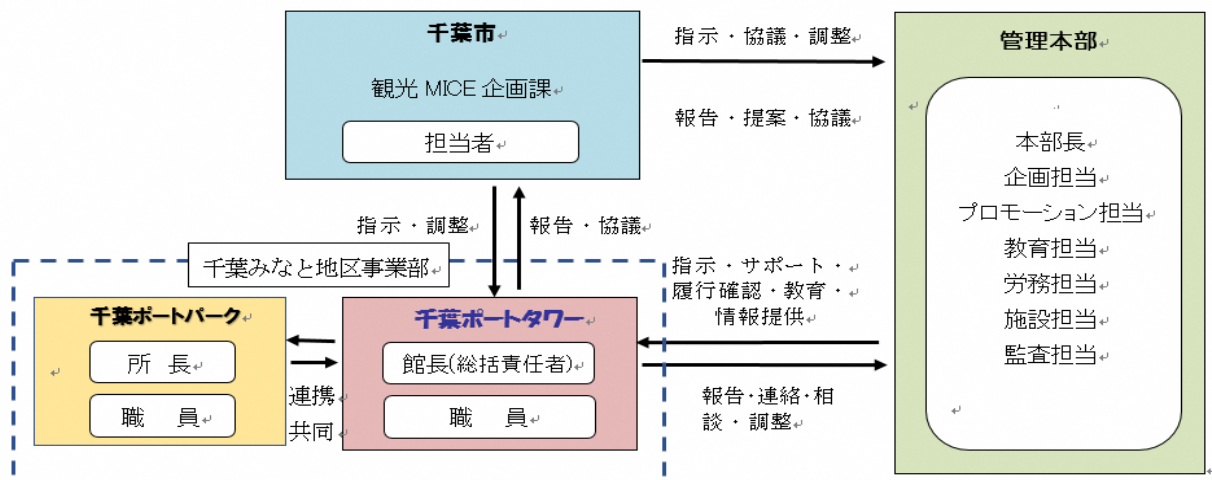 千葉市
観光 MICE 企画課
担当者
指示・協議・調整
報告・提案・協議
管理本部
本部長
企画担当
プロモーション担当
教育担当
労務担当
施設担当
監査担当
指示・調整
報告・協議
千葉みなと地区事業部
千葉ポートパーク
所 長
職 員
連携
共同
千葉ポートタワー
館長(総括責任者)
職 員
指示・サポート・
履行確認・教育・
情報提供
報告・連絡・相
談・調整